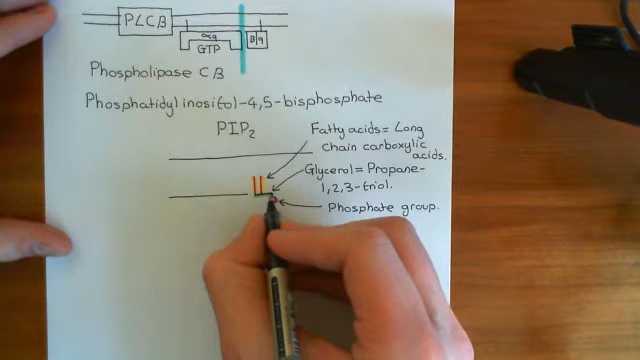 PLCβ
αq
GTP
β γ
Phospholipase Cβ
Phosphatidylinositol-4,5-bisphosphate
PIP₂
Fatty acids = Long
chain carboxylic
acids.
Glycerol = Propane-
1,2,3-triol.
Phosphate group.